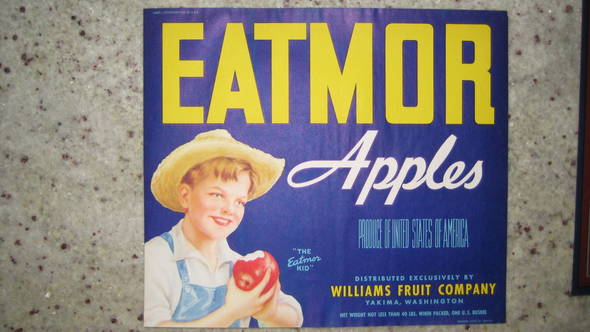 EATMOR
Apples
PRODUCE OF UNITED STATES OF AMERICA
"THE
Eatmor
KID"
DISTRIBUTED EXCLUSIVELY BY
WILLIAMS FRUIT COMPANY
YAKIMA, WASHINGTON
NET WEIGHT NOT LESS THAN 40 LBS. WHEN PACKED, ONE U.S. BUSHEL